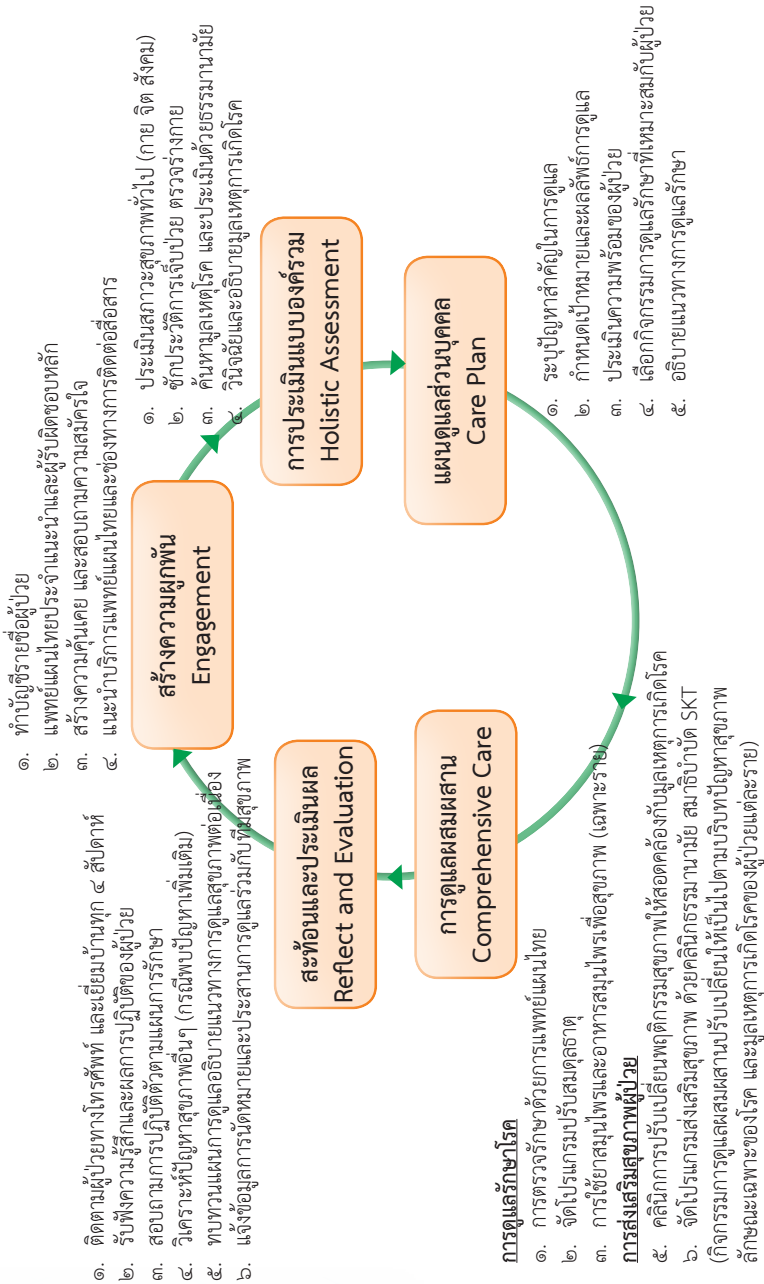 ๑. ทำบัญชีรายชื่อผู้ป่วย
๒. แพทย์แผนไทยประจำแนะนำและผู้รับผิดชอบหลัก
๓. สร้างความคุ้นเคย และสอบถามความสมัครใจ
๔. แนะนำบริการแพทย์แผนไทยและช่องทางการติดต่อสื่อสาร
สร้างความผูกพัน
Engagement
๑. ประเมินสภาวะสุขภาพทั่วไป (กาย จิต สังคม)
๒. ซักประวัติการเจ็บป่วย ตรวจร่างกาย
๓. ค้นหามูลเหตุโรค และประเมินด้วยธรรมานามัย
๔. วินิจฉัยและอธิบายมูลเหตุการเกิดโรค
การประเมินแบบองค์รวม
Holistic Assessment
๑. ระบุปัญหาสำคัญในการดูแล
๒. กำหนดเป้าหมายและผลลัพธ์การดูแล
๓. ประเมินความพร้อมของผู้ป่วย
๔. เลือกกิจกรรมการดูแลรักษาที่เหมาะสมกับผู้ป่วย
๕. อธิบายแนวทางการดูแลรักษา
แผนดูแลส่วนบุคคล
Care Plan
การดูแลผสมผสาน
Comprehensive Care
การดูแลรักษาโรค
๑. การตรวจรักษาด้วยการแพทย์แผนไทย
๒. จัดโปรแกรมปรับสมดุลธาตุ
๓. การใช้ยาสมุนไพรและอาหารสมุนไพรเพื่อสุขภาพ (เฉพาะราย)
การส่งเสริมสุขภาพผู้ป่วย
๕. คลินิกการปรับเปลี่ยนพฤติกรรมสุขภาพให้สอดคล้องกับมูลเหตุการเกิดโรค
๖. จัดโปรแกรมส่งเสริมสุขภาพ ด้วยคลินิกธรรมานามัย สมาธิบำบัด SKT
(กิจกรรมการดูแลผสมผสานปรับเปลี่ยนให้เป็นไปตามบริบทปัญหาสุขภาพ
ลักษณะเฉพาะของโรค และมูลเหตุการเกิดโรคของผู้ป่วยแต่ละราย)
สะท้อนและประเมินผล
Reflect and Evaluation
๑. ติดตามผู้ป่วยทางโทรศัพท์ และเยี่ยมบ้านทุก ๔ สัปดาห์
๒. รับฟังความรู้สึกและผลการปฏิบัติของผู้ป่วย
๓. สอบถามการปฏิบัติตัวตามแผนการรักษา
๔. วิเคราะห์ปัญหาสุขภาพอื่นๆ (กรณีพบปัญหาเพิ่มเติม)
๕. ทบทวนแผนการดูแลอธิบายแนวทางการดูแลสุขภาพต่อเนื่อง
๖. แจ้งข้อมูลการนัดหมายและประสานการดูแลร่วมกับทีมสุขภาพ